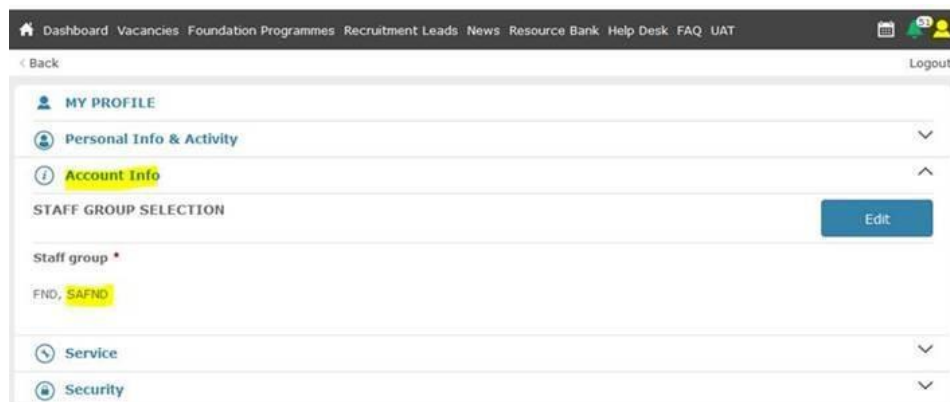 Dashboard Vacancies Foundation Programmes Recruitment Leads News Resource Bank Help Desk FAQ UAT 51
< Back Logout
MY PROFILE
Personal Info & Activity
Account Info
STAFF GROUP SELECTION
Edit
Staff group *
FND, SAFND
Service
Security